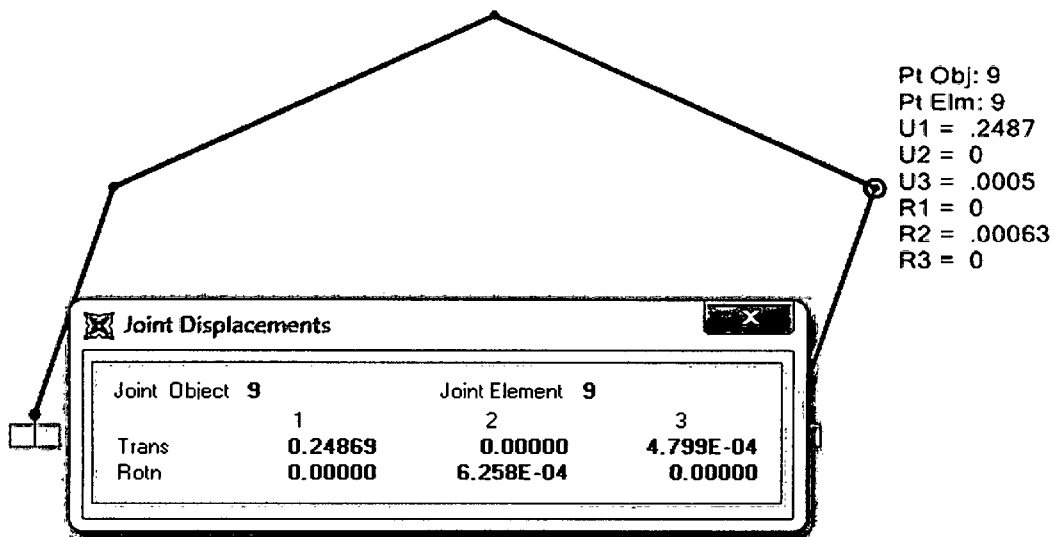 Pt Obj: 9
Pt Elm: 9
U1 = .2487
U2 = 0
U3 = .0005
R1 = 0
R2 = .00063
R3 = 0
Joint Displacements
Joint Object 9 Joint Element 9
1 2 3
Trans 0.24869 0.00000 4.799E-04
Rotn 0.00000 6.258E-04 0.00000